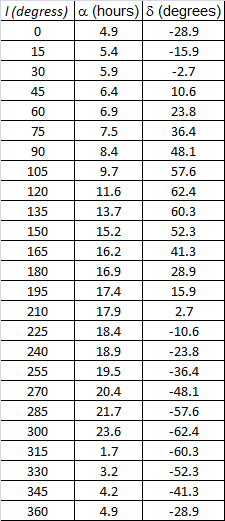 l (degress) α (hours) δ (degrees)
0 4.9 -28.9
15 5.4 -15.9
30 5.9 -2.7
45 6.4 10.6
60 6.9 23.8
75 7.5 36.4
90 8.4 48.1
105 9.7 57.6
120 11.6 62.4
135 13.7 60.3
150 15.2 52.3
165 16.2 41.3
180 16.9 28.9
195 17.4 15.9
210 17.9 2.7
225 18.4 -10.6
240 18.9 -23.8
255 19.5 -36.4
270 20.4 -48.1
285 21.7 -57.6
300 23.6 -62.4
315 1.7 -60.3
330 3.2 -52.3
345 4.2 -41.3
360 4.9 -28.9